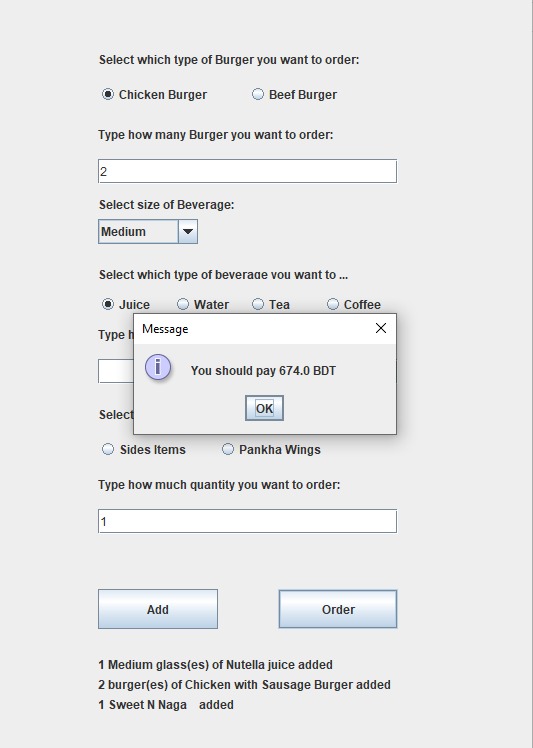 Select which type of Burger you want to order:
Chicken Burger Beef Burger
Type how many Burger you want to order:
2
Select size of Beverage:
Medium
Select which type of beverage you want to ...
Juice Water Tea Coffee
Message
Type h
You should pay 674.0 BDT
OK
Select
Sides Items Pankha Wings
Type how much quantity you want to order:
1
Add Order
1 Medium glass(es) of Nutella juice added
2 burger(es) of Chicken with Sausage Burger added
1 Sweet N Naga added